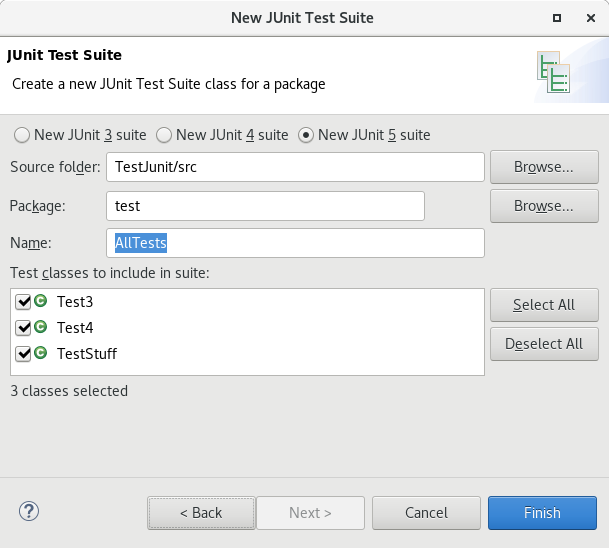 New JUnit Test Suite
JUnit Test Suite
Create a new JUnit Test Suite class for a package
New JUnit 3 suite New JUnit 4 suite New JUnit 5 suite
Source folder: TestJunit/src Browse...
Package: test Browse...
Name: AllTests
Test classes to include in suite:
Test3 Select All
Test4
TestStuff Deselect All
3 classes selected
? < Back Next > Cancel Finish